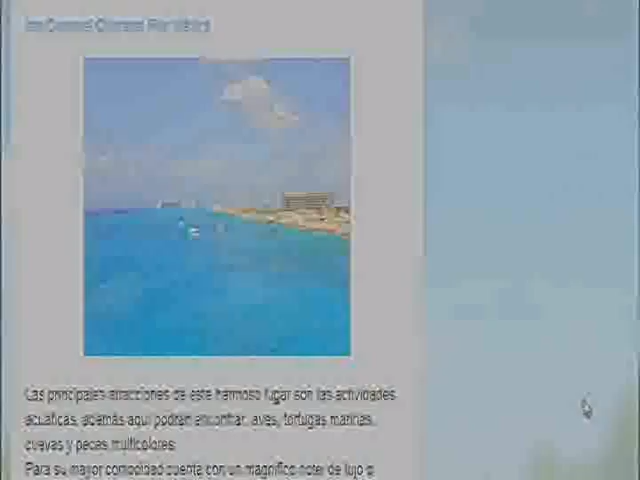 Las principales atracciones de este hermoso lugar son las actividades
acuáticas, además aquí podrán encontrar, aves, tortugas marinas,
cuevas y peces multicolores.
Para su mayor comodidad cuenta con un magnífico hotel de lujo o